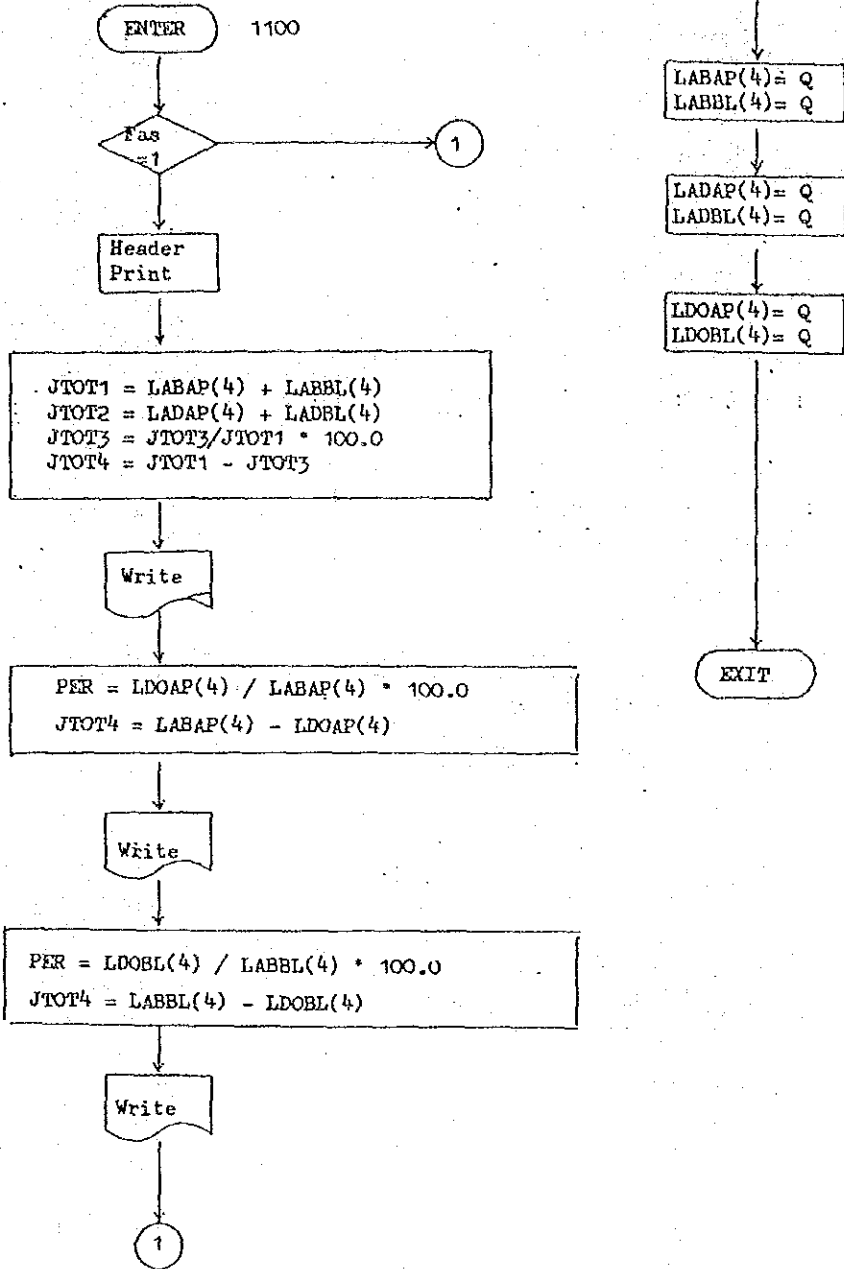 ENTER 1100
Fas
=1
1
Header
Print
JTOT1 = LABAP(4) + LABBL(4)
JTOT2 = LADAP(4) + LADBL(4)
JTOT3 = JTOT3/JTOT1 * 100.0
JTOT4 = JTOT1 - JTOT3
Write
PER = LDOAP(4) / LABAP(4) * 100.0
JTOT4 = LABAP(4) - LDOAP(4)
Write
PER = LDOBL(4) / LABBL(4) * 100.0
JTOT4 = LABBL(4) - LDOBL(4)
Write
1
LABAP(4)= Q
LABBL(4)= Q
LADAP(4)= Q
LADBL(4)= Q
LDOAP(4)= Q
LDOBL(4)= Q
EXIT